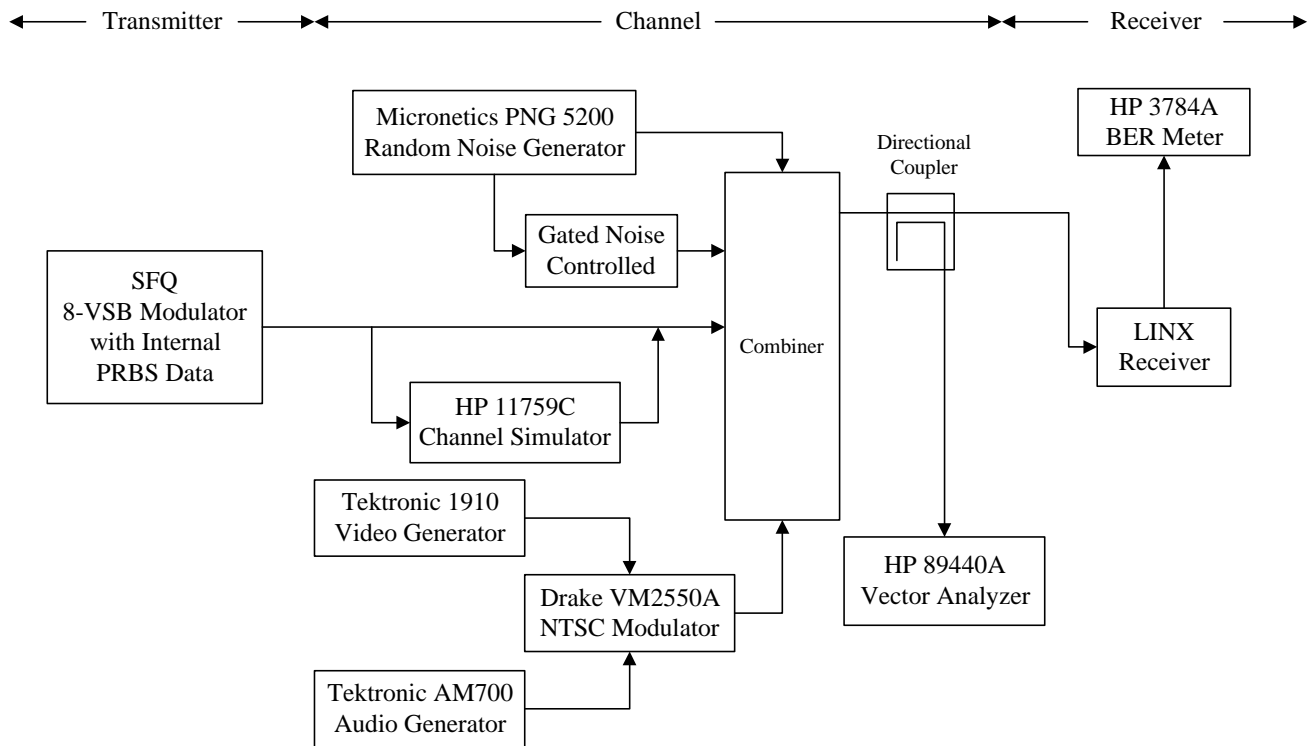 Transmitter
Channel
Receiver
Micronetics PNG 5200
Random Noise Generator
HP 3784A
BER Meter
Directional
Coupler
Gated Noise
Controlled
SFQ
8-VSB Modulator
with Internal
PRBS Data
Combiner
LINX
Receiver
HP 11759C
Channel Simulator
Tektronic 1910
Video Generator
HP 89440A
Vector Analyzer
Drake VM2550A
NTSC Modulator
Tektronic AM700
Audio Generator